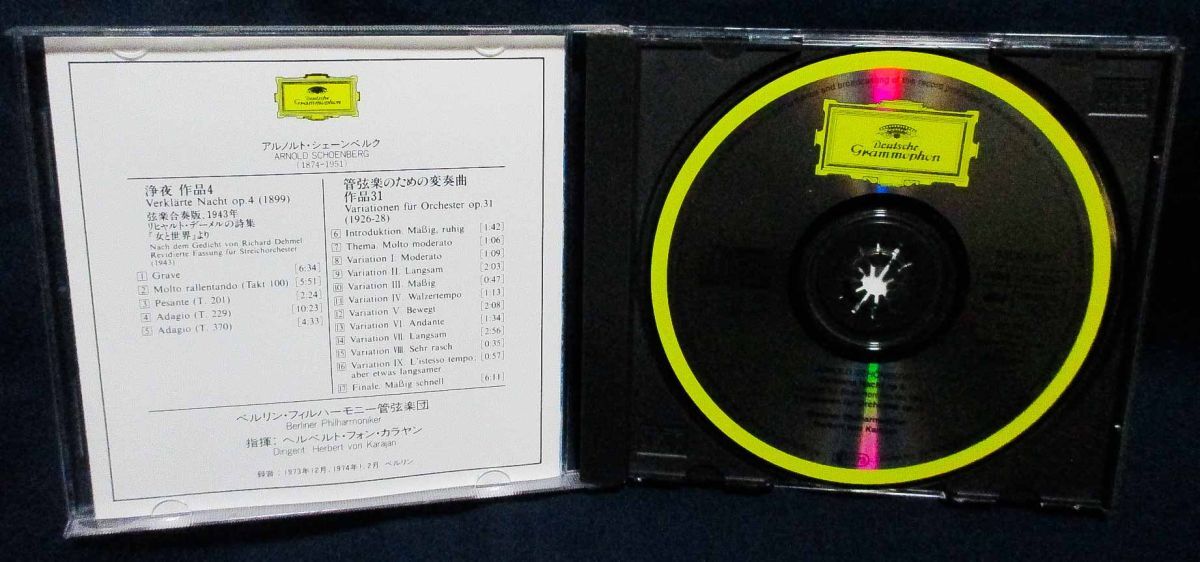 Deutsche
Grammophon
アルノルト・シェーンベルク
ARNOLD SCHOENBERG
(1874-1951)
浄夜 作品4
Verklärte Nacht op.4 (1899)
弦楽合奏版、1943年
リヒャルト・デーメルの詩集
「女と世界」より
Nach dem Gedicht von Richard Dehmel
Revidierte Fassung für Streichorchester
(1943)
1 Grave [6:34]
2 Molto rallentando (Takt 100) [5:51]
3 Pesante (T. 201) [2:24]
4 Adagio (T. 229) [10:23]
5 Adagio (T. 370) [4:33]
管弦楽のための変奏曲
作品31
Variationen für Orchester op.31
(1926-28)
6 Introduktion. Mäßig, ruhig [1:42]
7 Thema. Molto moderato [1:06]
8 Variation I. Moderato [1:09]
9 Variation II. Langsam [2:03]
10 Variation III. Mäßig [0:47]
11 Variation IV. Walzertempo [1:13]
12 Variation V. Bewegt [2:08]
13 Variation VI. Andante [1:34]
14 Variation VII. Langsam [2:56]
15 Variation VIII. Sehr rasch [0:35]
16 Variation IX. L'istesso tempo, [0:57]
aber etwas langsamer
17 Finale. Mäßig schnell [6:11]
ベルリン・フィルハーモニー管弦楽団
Berliner Philharmoniker
指揮：ヘルベルト・フォン・カラヤン
Dirigent: Herbert von Karajan
録音：1973年12月、1974年1、2月 ベルリン
and broadcasting of this record
Deutsche
Grammophon